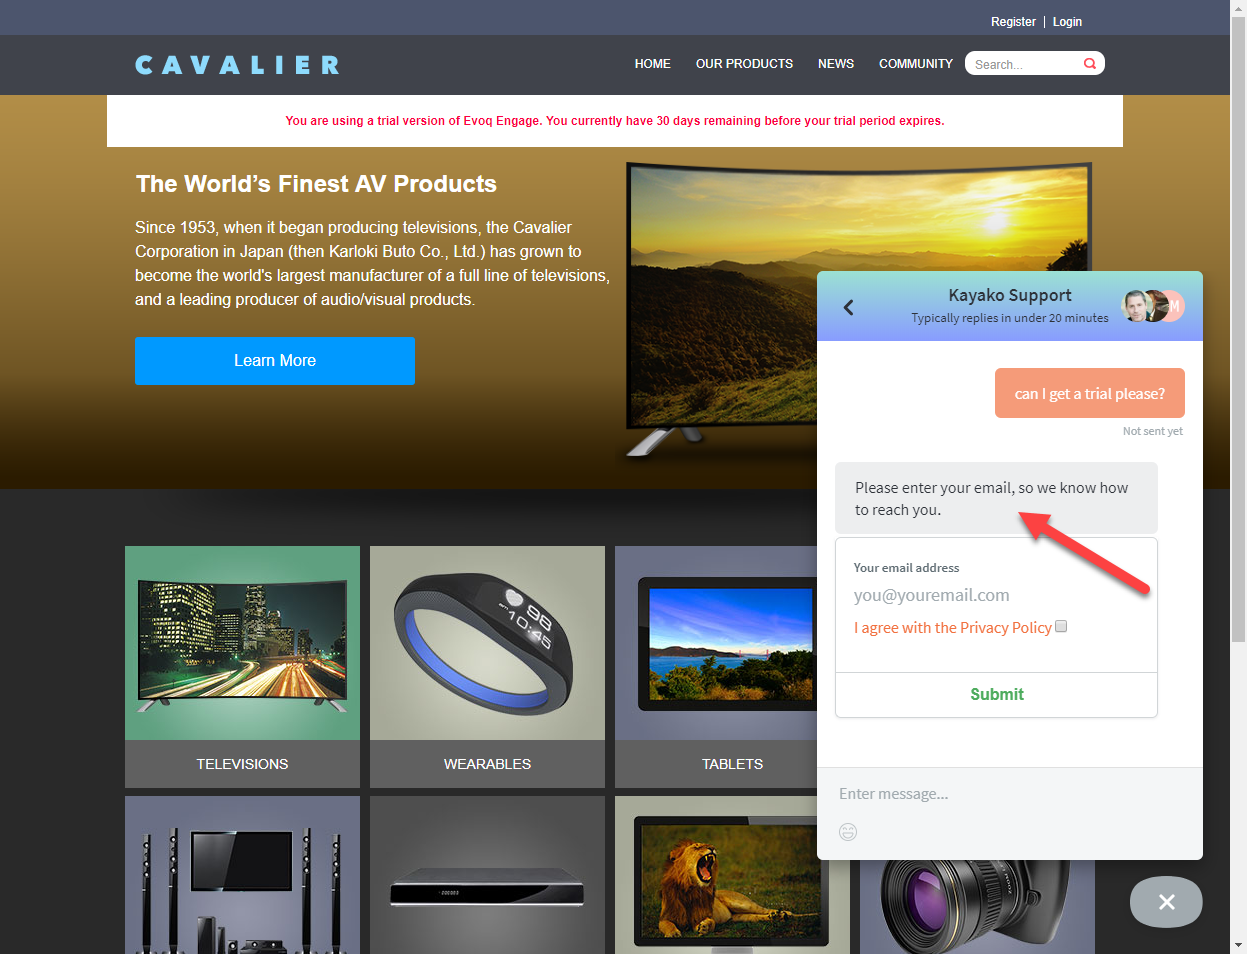 Register | Login
CAVALIER
HOME OUR PRODUCTS NEWS COMMUNITY Search...
You are using a trial version of Evoq Engage. You currently have 30 days remaining before your trial period expires.
The World’s Finest AV Products
Since 1953, when it began producing televisions, the Cavalier
Corporation in Japan (then Karloki Buto Co., Ltd.) has grown to
become the world's largest manufacturer of a full line of televisions,
and a leading producer of audio/visual products.
Learn More
Kayako Support
Typically replies in under 20 minutes
M
can I get a trial please?
Not sent yet
Please enter your email, so we know how
to reach you.
Your email address
you@youremail.com
I agree with the Privacy Policy
Submit
Enter message...
98
10:45
TELEVISIONS WEARABLES TABLETS